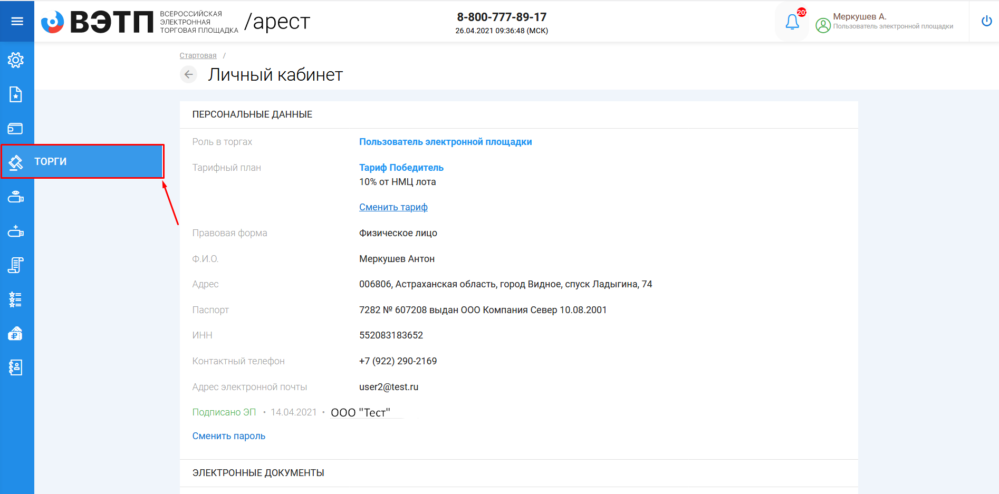 ВЭТП
ВСЕРОССИЙСКАЯ
ЭЛЕКТРОННАЯ
ТОРГОВАЯ ПЛОЩАДКА
/арест
8-800-777-89-17
26.04.2021 09:36:48 (МСК)
Меркушев А.
Пользователь электронной площадки
Стартовая /
Личный кабинет
ТОРГИ
ПЕРСОНАЛЬНЫЕ ДАННЫЕ
Роль в торгах Пользователь электронной площадки
Тарифный план Тариф Победитель
10% от НМЦ лота
Сменить тариф
Правовая форма Физическое лицо
Ф.И.О. Меркушев Антон
Адрес 006806, Астраханская область, город Видное, спуск Ладыгина, 74
Паспорт 7282 № 607208 выдан ООО Компания Север 10.08.2001
ИНН 552083183652
Контактный телефон +7 (922) 290-2169
Адрес электронной почты user2@test.ru
Подписано ЭП • 14.04.2021 • ООО "Тест"
Сменить пароль
ЭЛЕКТРОННЫЕ ДОКУМЕНТЫ